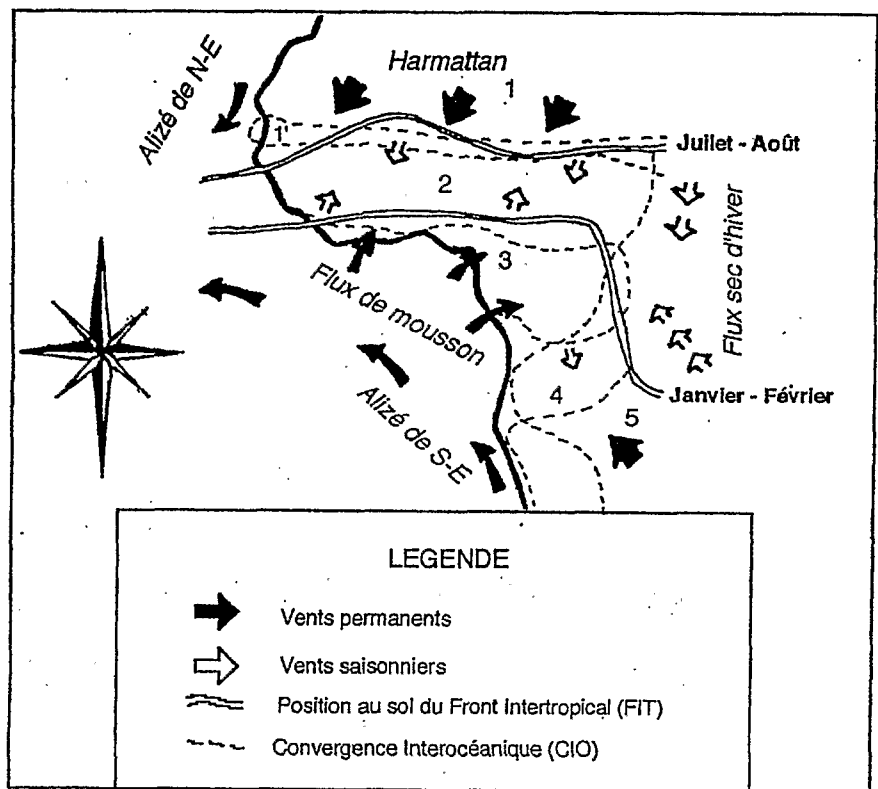 Harmattan
1
Alizé de N-E
1'
Juillet - Août
2
Flux sec d'hiver
3
Flux de mousson
4
Janvier - Février
5
Alizé de S-E
LEGENDE
Vents permanents
Vents saisonniers
Position au sol du Front Intertropical (FIT)
Convergence Interocéanique (CIO)